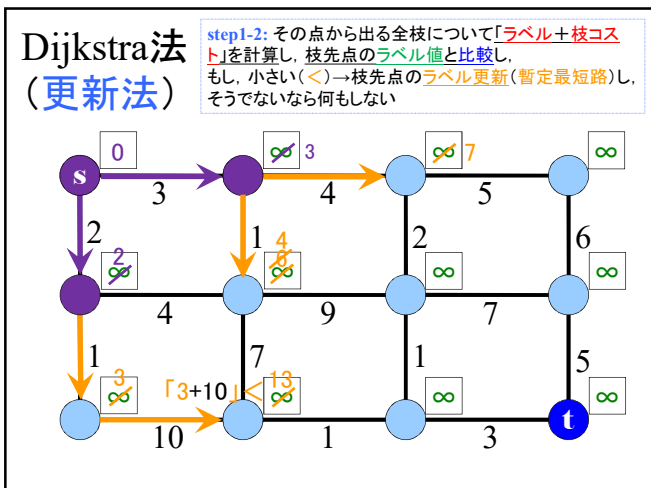 Dijkstra法
（更新法）
step1-2: その点から出る全枝について「ラベル＋枝コス
ト」を計算し，枝先点のラベル値と比較し，
もし，小さい（＜）→枝先点のラベル更新（暫定最短路）し，
そうでないなら何もしない
0 ∞ 3 ∞ 7 ∞
s 3 4 5
2 1 4 2 6
2 ∞ 6 ∞ ∞ ∞
4 9 7
1 7 1 5
3 ∞ 「3+10」＜ 13 ∞ ∞ ∞
t
10 1 3